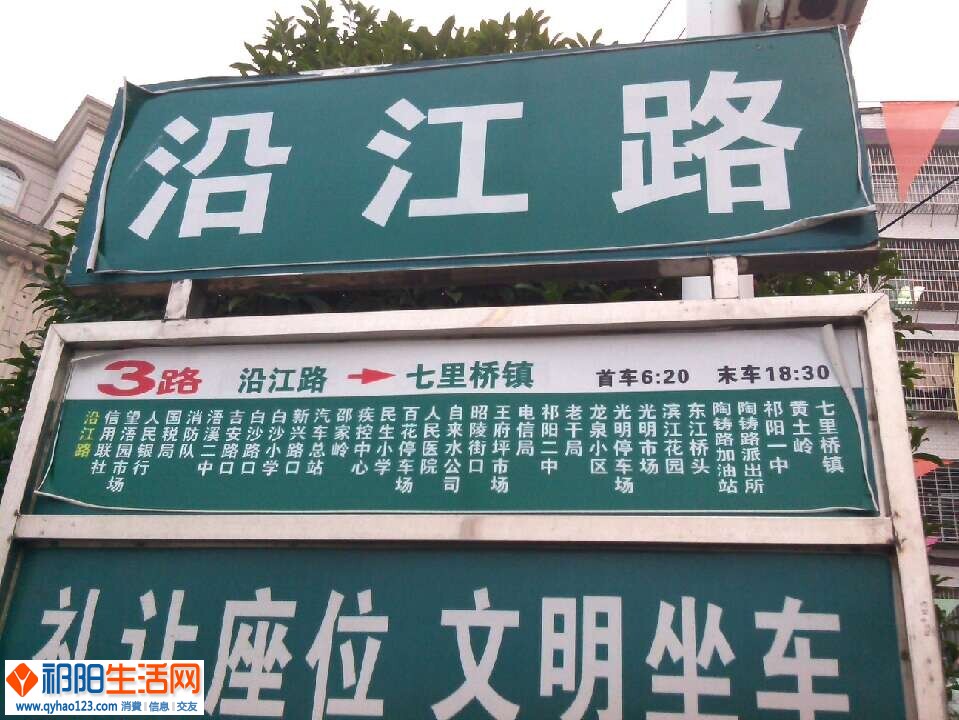 沿江路
3路 沿江路 → 七里桥镇 首车6:20 末车18:30
沿江路
信用联社
望浯园市场
人民银行
国税局
消防队
浯溪二中
吉安路口
白沙路口
白沙小学
新兴路口
汽车总站
邵家岭
疾控中心
民生小学
百花停车场
人民医院
自来水公司
昭陵街口
王府坪市场
电信局
祁阳二中
老干局
龙泉小区
光明停车场
光明市场
滨江花园
东江桥头
陶铸路加油站
陶铸路派出所
祁阳一中
黄土岭
七里桥镇
礼让座位 文明坐车
祁阳生活网
www.qyhao123.com 消費 | 信息 | 交友